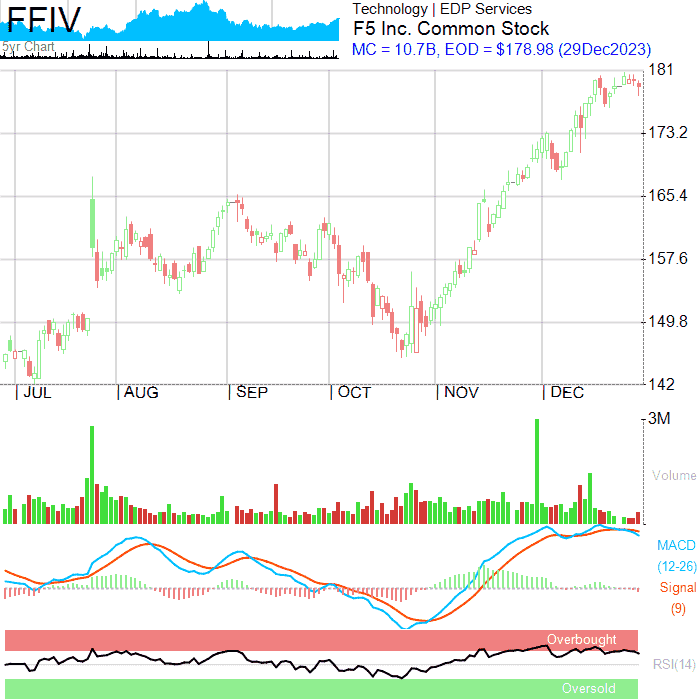 FFIV
5yr Chart
Technology | EDP Services
F5 Inc. Common Stock
MC = 10.7B, EOD = $178.98 (29Dec2023)
181
173.2
165.4
157.6
149.8
142
|JUL |AUG |SEP |OCT |NOV |DEC
3M
Volume
MACD
(12-26)
Signal
(9)
Overbought
RSI(14)
Oversold